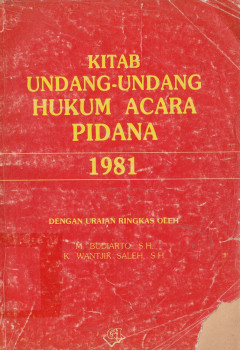 KITAB
UNDANG-UNDANG
HUKUM ACARA
PIDANA
1981
DENGAN URAIAN RINGKAS OLEH
M. BUDIARTO, S.H.
K. WANTJIK SALEH, S.H.